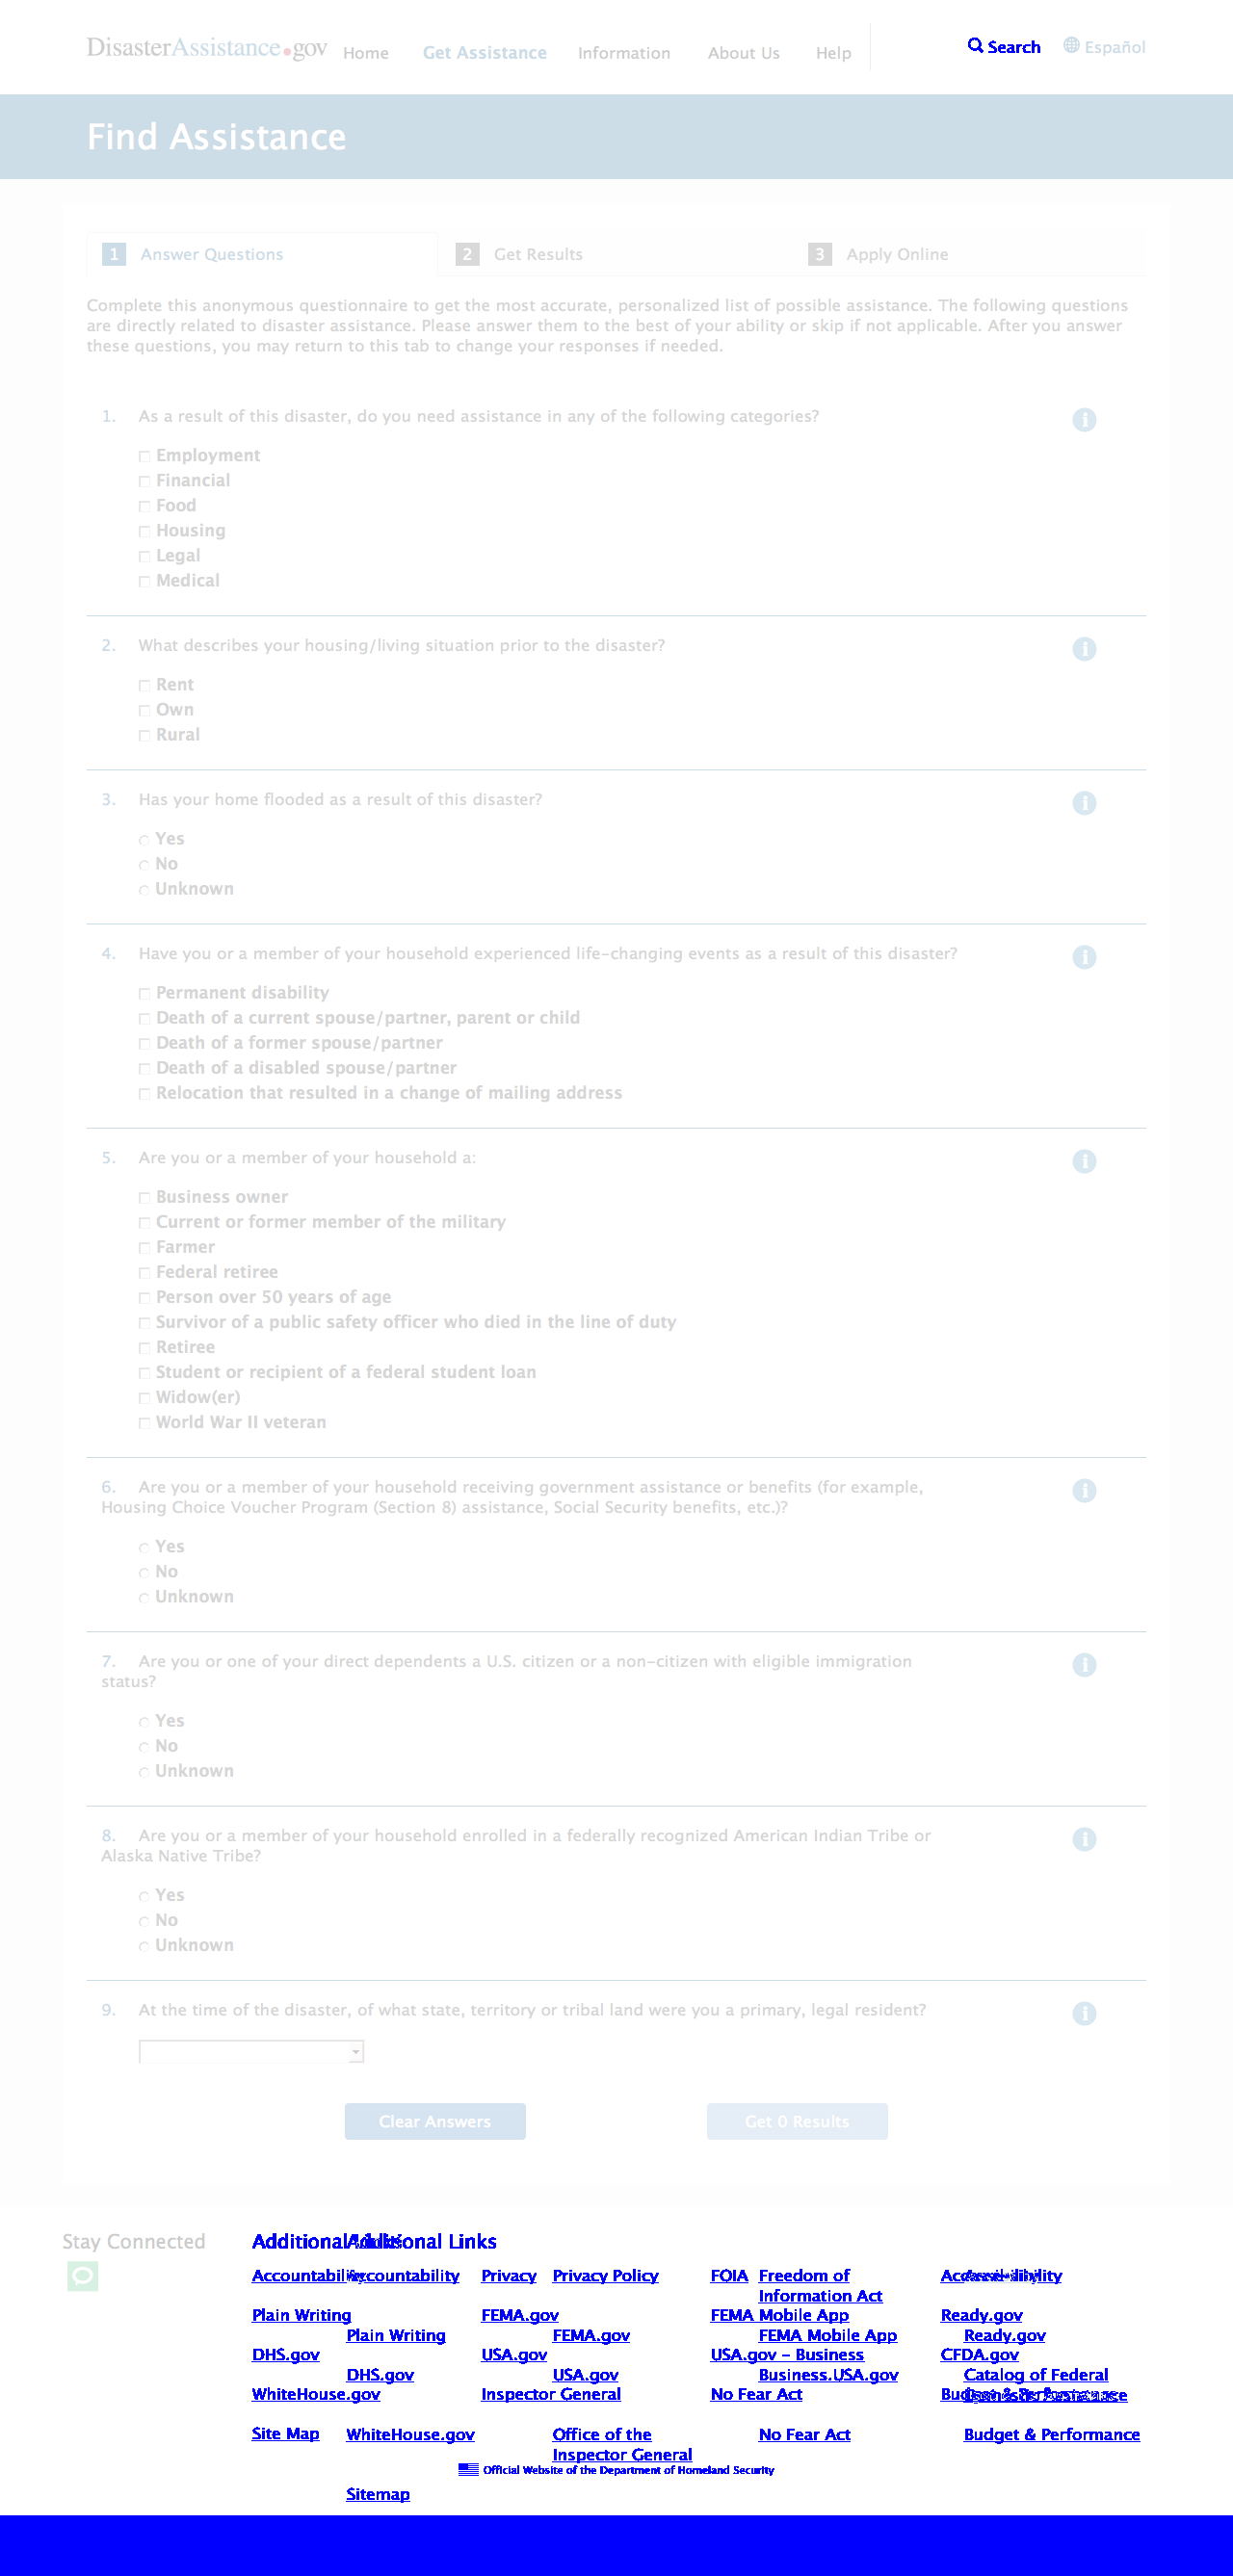 DisasterAssistance.gov Home Get Assistance Information About Us Help Search Español
Find Assistance
1 Answer Questions 2 Get Results 3 Apply Online
Complete this anonymous questionnaire to get the most accurate, personalized list of possible assistance. The following questions
are directly related to disaster assistance. Please answer them to the best of your ability or skip if not applicable. After you answer
these questions, you may return to this tab to change your responses if needed.
1. As a result of this disaster, do you need assistance in any of the following categories?
Employment
Financial
Food
Housing
Legal
Medical
2. What describes your housing/living situation prior to the disaster?
Rent
Own
Rural
3. Has your home flooded as a result of this disaster?
Yes
No
Unknown
4. Have you or a member of your household experienced life-changing events as a result of this disaster?
Permanent disability
Death of a current spouse/partner, parent or child
Death of a former spouse/partner
Death of a disabled spouse/partner
Relocation that resulted in a change of mailing address
5. Are you or a member of your household a:
Business owner
Current or former member of the military
Farmer
Federal retiree
Person over 50 years of age
Survivor of a public safety officer who died in the line of duty
Retiree
Student or recipient of a federal student loan
Widow(er)
World War II veteran
6. Are you or a member of your household receiving government assistance or benefits (for example,
Housing Choice Voucher Program (Section 8) assistance, Social Security benefits, etc.)?
Yes
No
Unknown
7. Are you or one of your direct dependents a U.S. citizen or a non-citizen with eligible immigration
status?
Yes
No
Unknown
8. Are you or a member of your household enrolled in a federally recognized American Indian Tribe or
Alaska Native Tribe?
Yes
No
Unknown
9. At the time of the disaster, of what state, territory or tribal land were you a primary, legal resident?
Clear Answers Get 0 Results
Stay Connected Additional Additional Links
Accountability Accountability Privacy Privacy Policy FOIA Freedom of Accessibility
Information Act
Plain Writing FEMA.gov FEMA Mobile App Ready.gov
Plain Writing FEMA.gov FEMA Mobile App Ready.gov
DHS.gov USA.gov USA.gov - Business CFDA.gov
DHS.gov USA.gov Business.USA.gov Catalog of Federal
WhiteHouse.gov Inspector General No Fear Act Budget & Performance
Site Map WhiteHouse.gov Office of the No Fear Act Budget & Performance
Inspector General
Official Website of the Department of Homeland Security
Sitemap